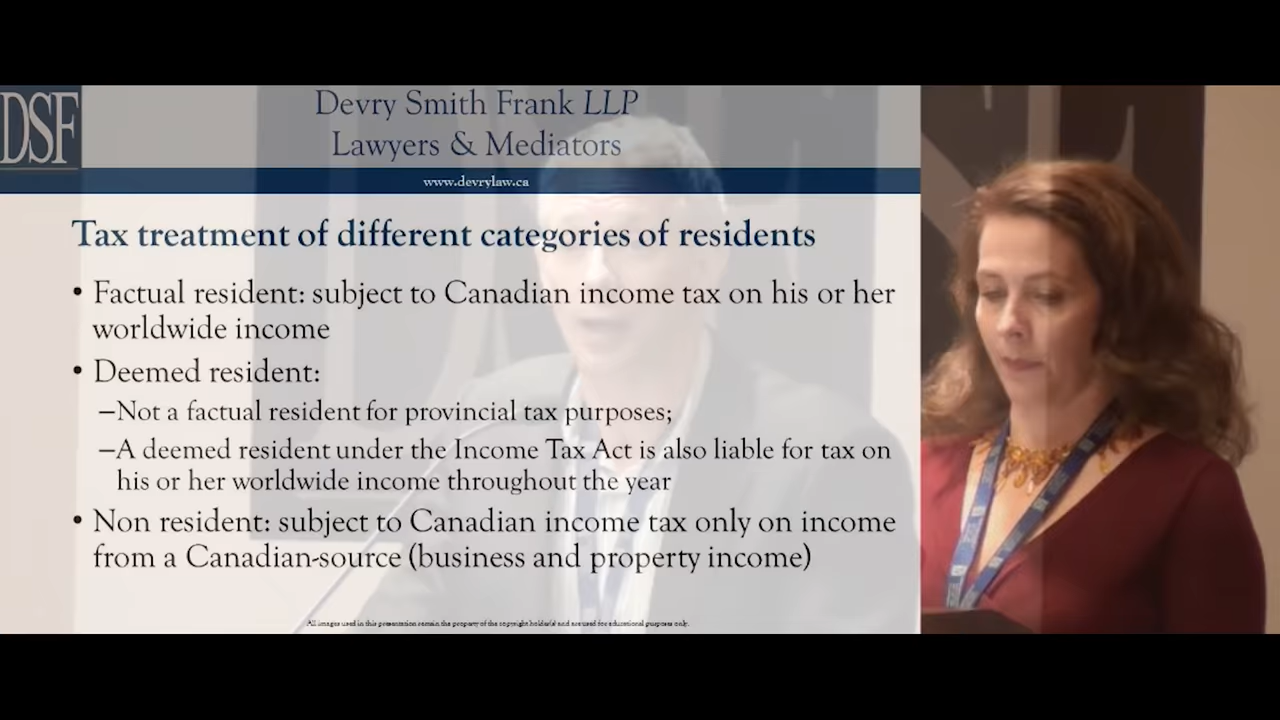 DSF
Devry Smith Frank LLP
Lawyers & Mediators
www.devrylaw.ca
Tax treatment of different categories of residents
• Factual resident: subject to Canadian income tax on his or her
worldwide income
• Deemed resident:
–Not a factual resident for provincial tax purposes;
–A deemed resident under the Income Tax Act is also liable for tax on
his or her worldwide income throughout the year
• Non resident: subject to Canadian income tax only on income
from a Canadian-source (business and property income)
All images used in this presentation remain the property of the copyright holder(s) and are used for educational purposes only.